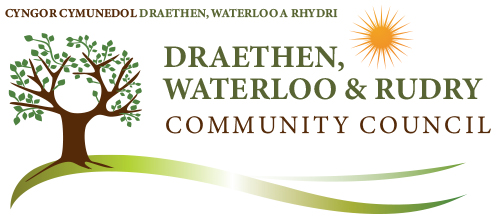 CYNGOR CYMUNEDOL DRAETHEN, WATERLOO A RHYDRI
DRAETHEN,
WATERLOO & RUDRY
COMMUNITY COUNCIL